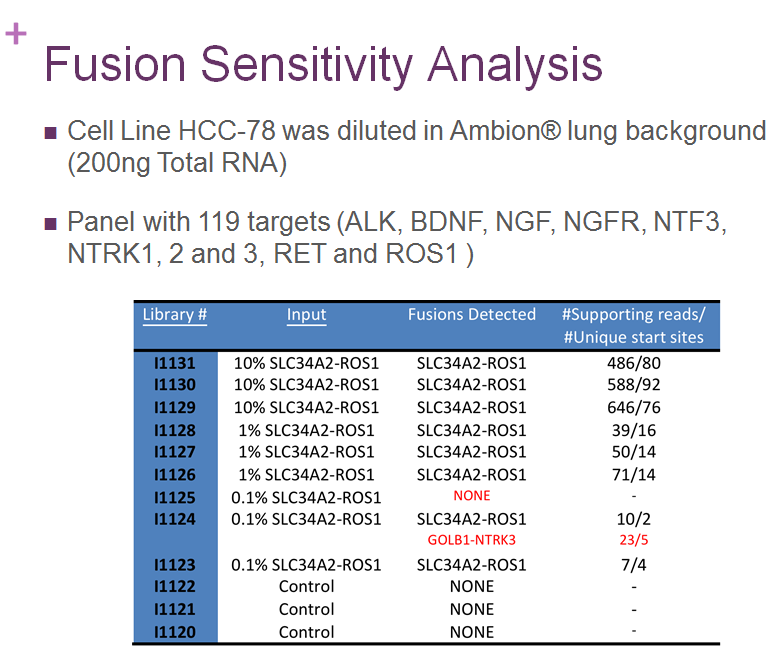 +
Fusion Sensitivity Analysis
Cell Line HCC-78 was diluted in Ambion® lung background
(200ng Total RNA)
Panel with 119 targets (ALK, BDNF, NGF, NGFR, NTF3,
NTRK1, 2 and 3, RET and ROS1 )
Library # Input Fusions Detected #Supporting reads/
#Unique start sites
I1131 10% SLC34A2-ROS1 SLC34A2-ROS1 486/80
I1130 10% SLC34A2-ROS1 SLC34A2-ROS1 588/92
I1129 10% SLC34A2-ROS1 SLC34A2-ROS1 646/76
I1128 1% SLC34A2-ROS1 SLC34A2-ROS1 39/16
I1127 1% SLC34A2-ROS1 SLC34A2-ROS1 50/14
I1126 1% SLC34A2-ROS1 SLC34A2-ROS1 71/14
I1125 0.1% SLC34A2-ROS1 NONE -
I1124 0.1% SLC34A2-ROS1 SLC34A2-ROS1 10/2
GOLB1-NTRK3 23/5
I1123 0.1% SLC34A2-ROS1 SLC34A2-ROS1 7/4
I1122 Control NONE -
I1121 Control NONE -
I1120 Control NONE -